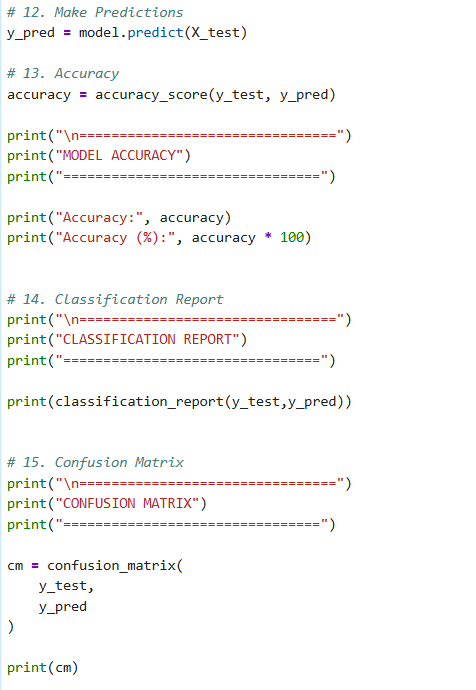 # 12. Make Predictions
y_pred = model.predict(X_test)
# 13. Accuracy
accuracy = accuracy_score(y_test, y_pred)
print("\n================================")
print("MODEL ACCURACY")
print("================================")
print("Accuracy:", accuracy)
print("Accuracy (%):", accuracy * 100)
# 14. Classification Report
print("\n================================")
print("CLASSIFICATION REPORT")
print("================================")
print(classification_report(y_test,y_pred))
# 15. Confusion Matrix
print("\n================================")
print("CONFUSION MATRIX")
print("================================")
cm = confusion_matrix(
    y_test,
    y_pred
)
print(cm)